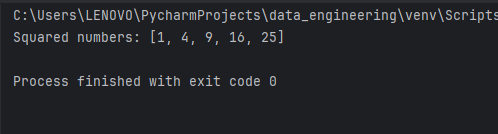 C:\Users\LENOVO\PycharmProjects\data_engineering\venv\Scripts
Squared numbers: [1, 4, 9, 16, 25]
Process finished with exit code 0